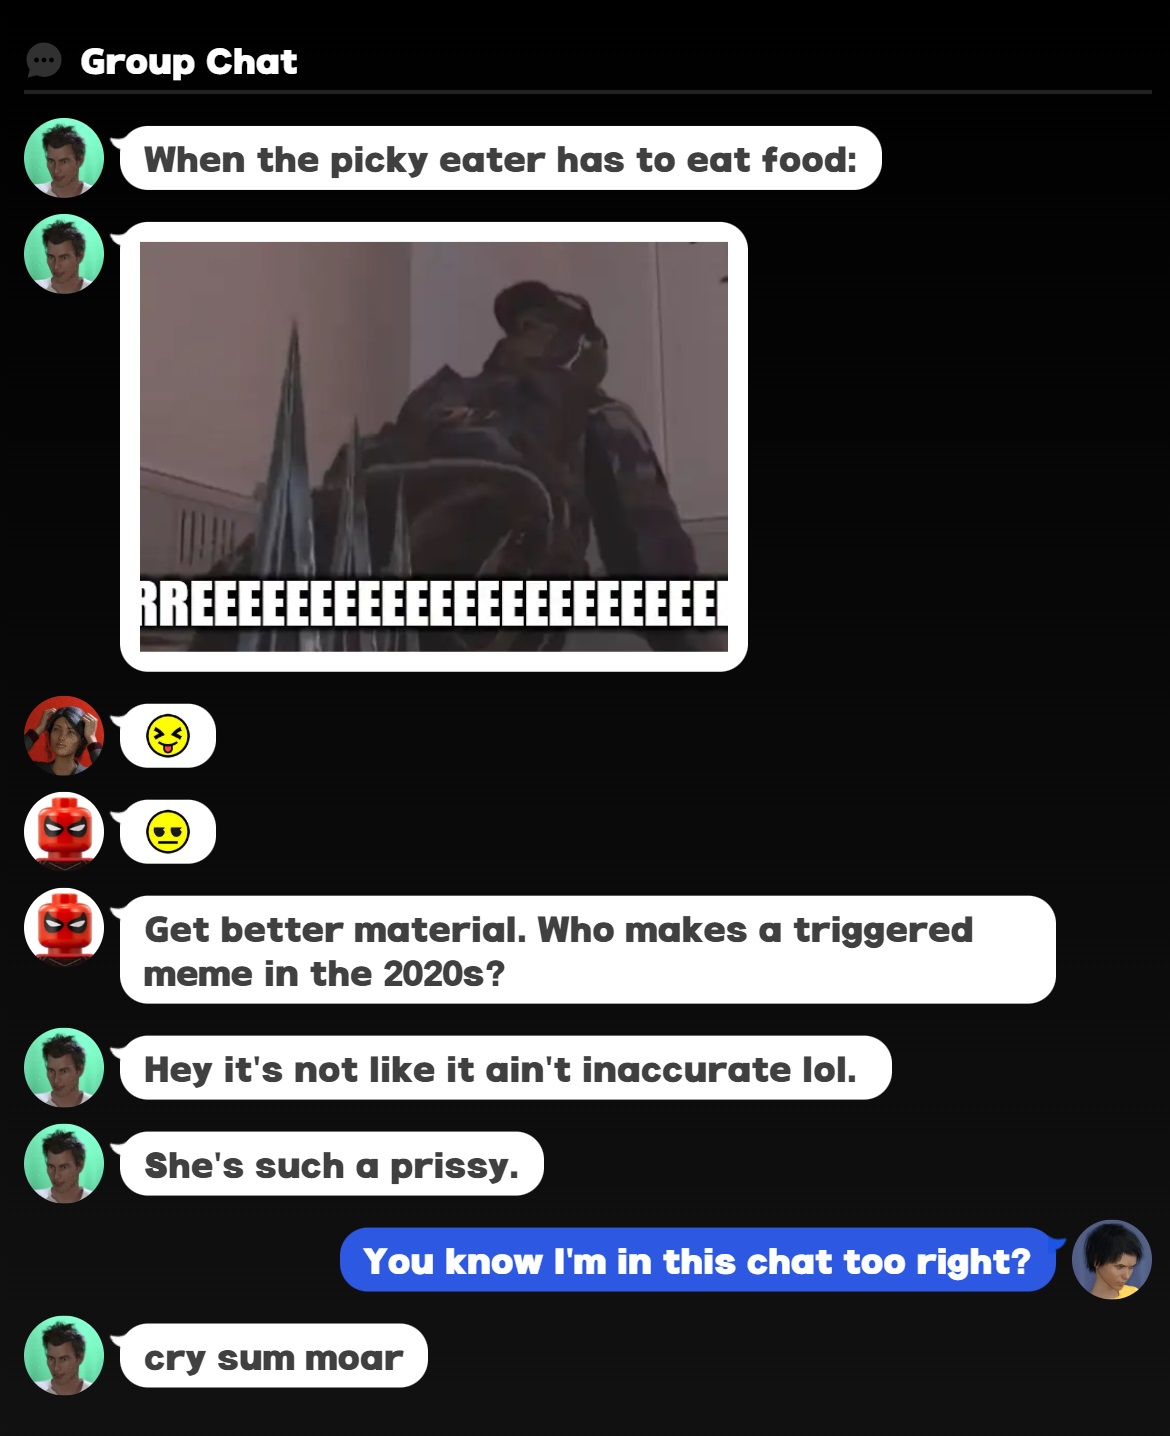 Group Chat
When the picky eater has to eat food:
RREEEEEEEEEEEEEEEEEEEEEEE
Get better material. Who makes a triggered
meme in the 2020s?
Hey it's not like it ain't inaccurate lol.
She's such a prissy.
You know I'm in this chat too right?
cry sum moar